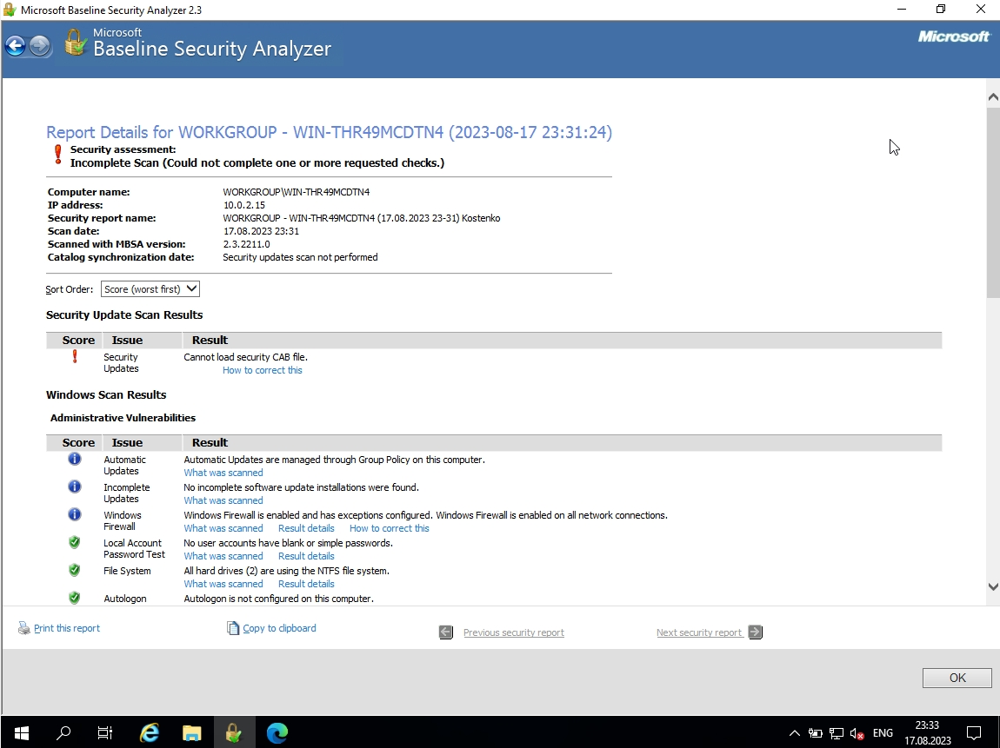 Microsoft Baseline Security Analyzer 2.3
Microsoft
Baseline Security Analyzer
Microsoft
Report Details for WORKGROUP - WIN-THR49MCDTN4 (2023-08-17 23:31:24)
Security assessment:
Incomplete Scan (Could not complete one or more requested checks.)
Computer name: WORKGROUP\WIN-THR49MCDTN4
IP address: 10.0.2.15
Security report name: WORKGROUP - WIN-THR49MCDTN4 (17.08.2023 23-31) Kostenko
Scan date: 17.08.2023 23:31
Scanned with MBSA version: 2.3.2211.0
Catalog synchronization date: Security updates scan not performed
Sort Order: Score (worst first)
Security Update Scan Results
Score Issue Result
Security Updates Cannot load security CAB file.
How to correct this
Windows Scan Results
Administrative Vulnerabilities
Score Issue Result
Automatic Updates Automatic Updates are managed through Group Policy on this computer.
What was scanned
Incomplete Updates No incomplete software update installations were found.
What was scanned
Windows Firewall Windows Firewall is enabled and has exceptions configured. Windows Firewall is enabled on all network connections.
What was scanned Result details How to correct this
Local Account Password Test No user accounts have blank or simple passwords.
What was scanned Result details
File System All hard drives (2) are using the NTFS file system.
What was scanned Result details
Autologon Autologon is not configured on this computer.
Print this report Copy to clipboard Previous security report Next security report
OK
ENG
23:33
17.08.2023